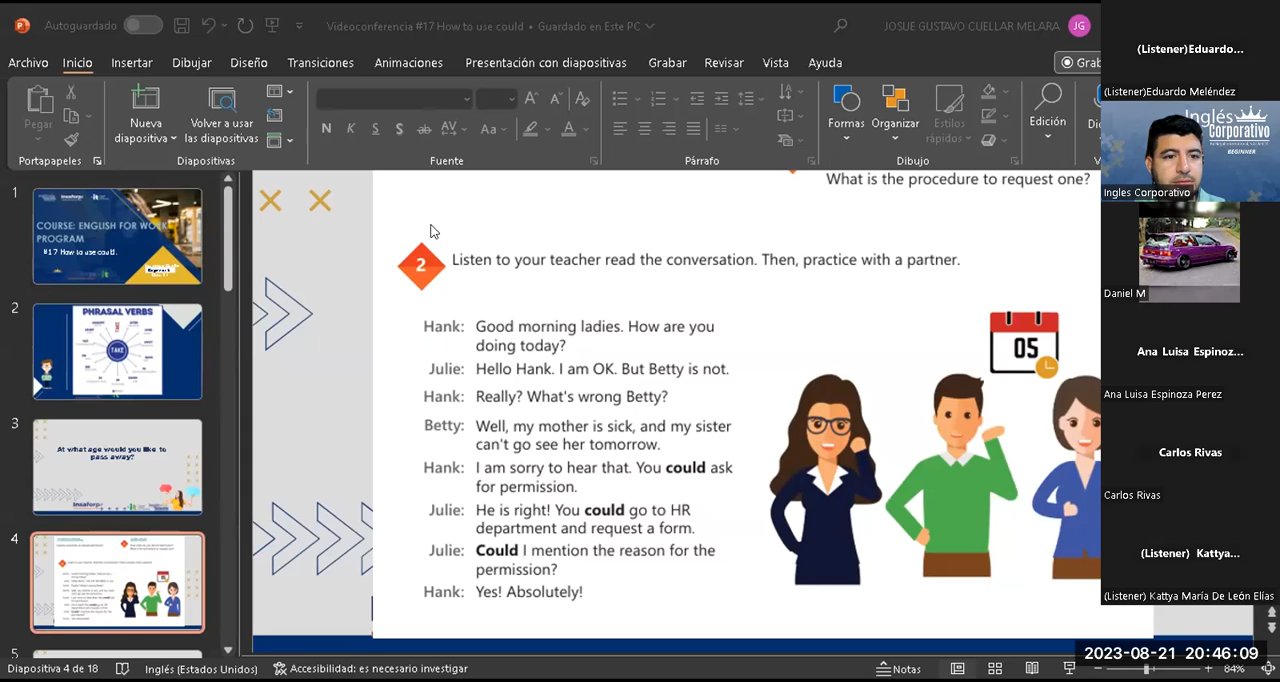 Autoguardado
Videoconferencia #17 How to use could • Guardado en Este PC
JOSUE GUSTAVO CUELLAR MELARA
JG
Archivo Inicio Insertar Dibujar Diseño Transiciones Animaciones Presentación con diapositivas Grabar Revisar Vista Ayuda
Grab
Pegar
Nueva
diapositiva
Volver a usar
las diapositivas
N K S S ab AV Aa A
Formas
Organizar
Estilos
rápidos
Edición
Portapapeles
Diapositivas
Fuente
Párrafo
Dibujo
1
COURSE: ENGLISH FOR WORK
PROGRAM
#17 How to use could.
2
PHRASAL VERBS
TAKE
3
At what age would you like to
pass away?
Insaforp
4
5
What is the procedure to request one?
2
Listen to your teacher read the conversation. Then, practice with a partner.
Hank: Good morning ladies. How are you
doing today?
Julie: Hello Hank. I am OK. But Betty is not.
Hank: Really? What's wrong Betty?
Betty: Well, my mother is sick, and my sister
can't go see her tomorrow.
Hank: I am sorry to hear that. You could ask
for permission.
Julie: He is right! You could go to HR
department and request a form.
Julie: Could I mention the reason for the
permission?
Hank: Yes! Absolutely!
05
(Listener)Eduardo...
(Listener)Eduardo Meléndez
Inglés
Corporativo
BEGINNER
Ingles Corporativo
Daniel M
Ana Luisa Espinoz...
Ana Luisa Espinoza Perez
Carlos Rivas
Carlos Rivas
(Listener) Kattya...
(Listener) Kattya María De León Elías
2023-08-21 20:46:09
Diapositiva 4 de 18
Inglés (Estados Unidos)
Accesibilidad: es necesario investigar
Notas
84%